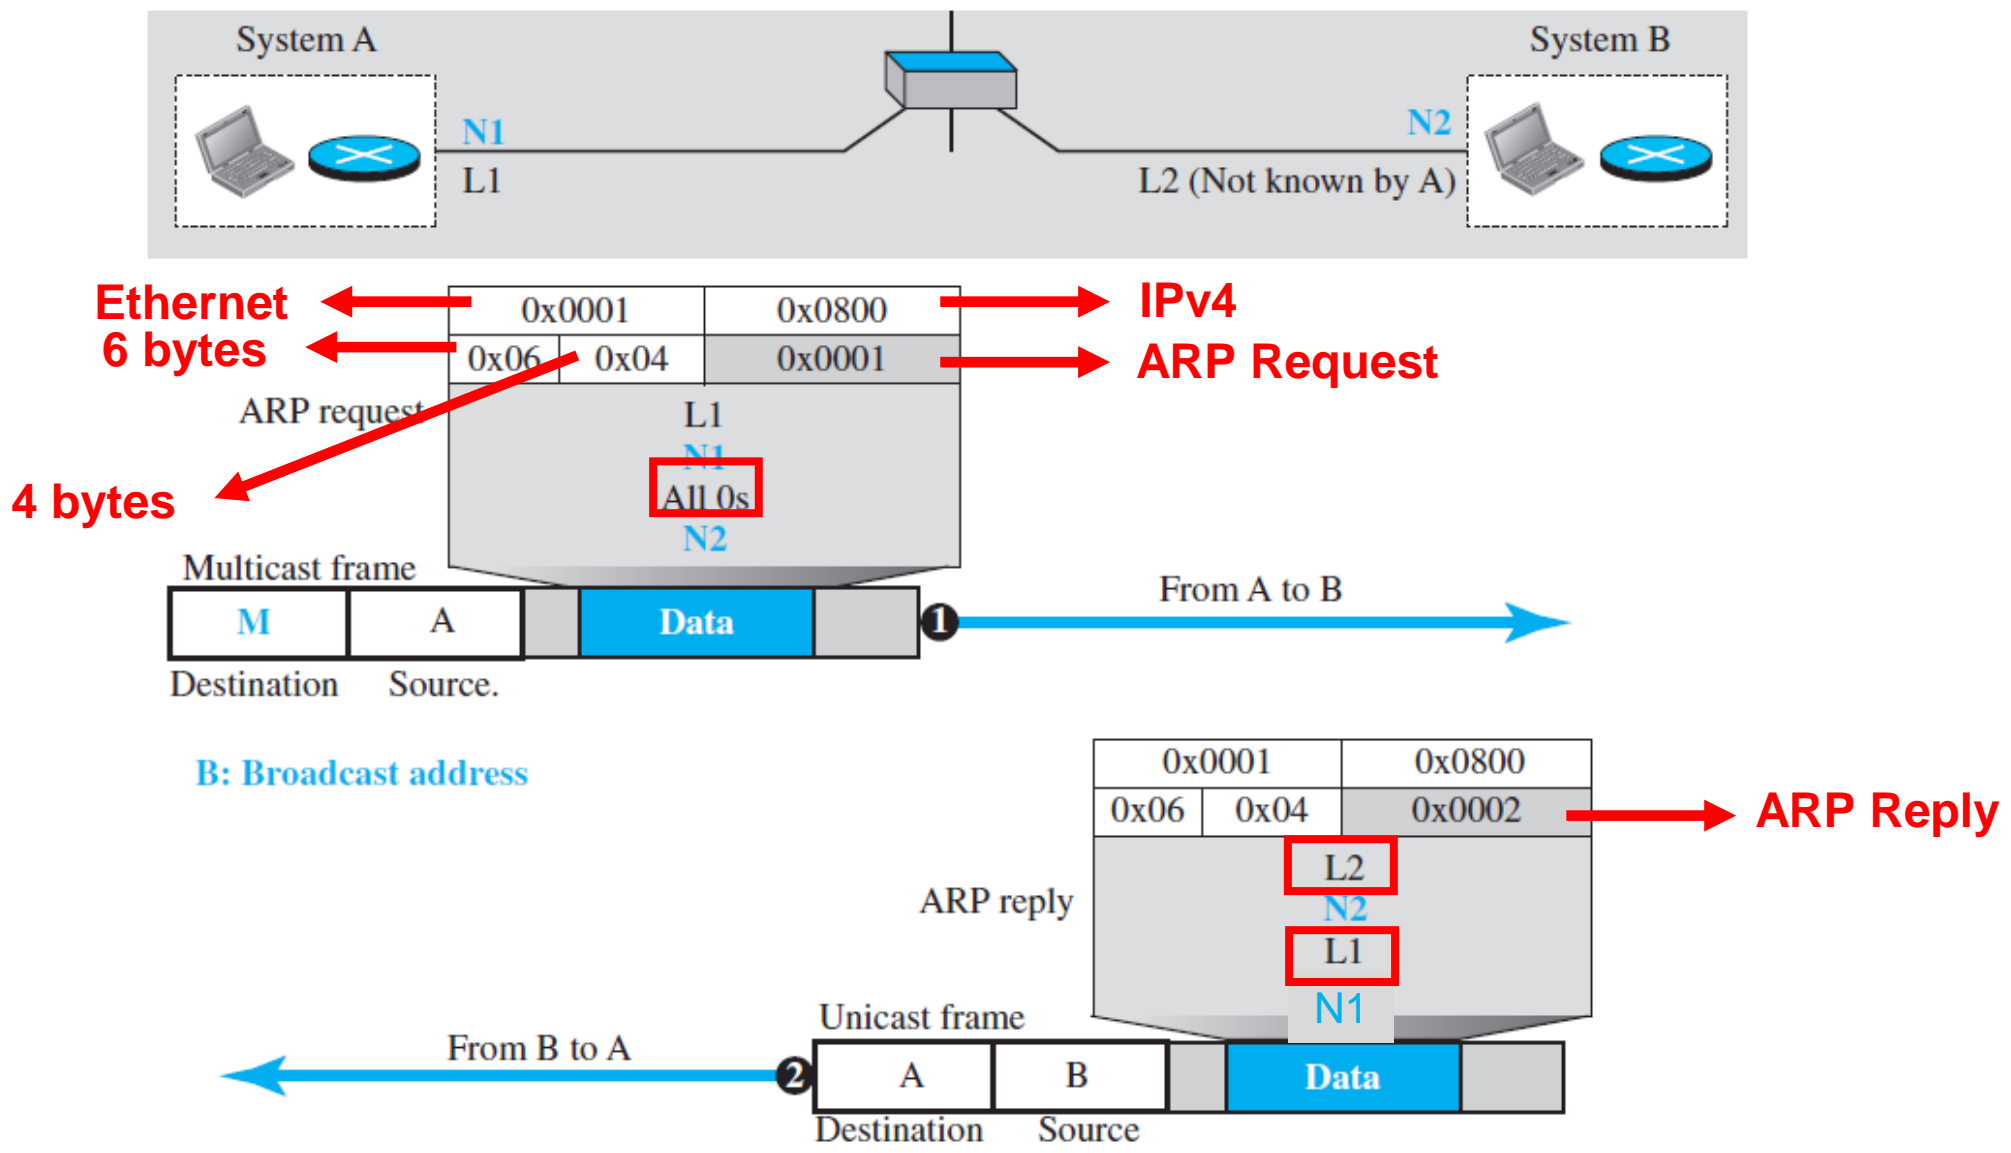 System A
System B
N1
N2
L1
L2 (Not known by A)
Ethernet
0x0001
0x0800
IPv4
6 bytes
0x06
0x04
0x0001
ARP Request
ARP request
L1
N1
All 0s
N2
4 bytes
Multicast frame
M
A
Data
1
From A to B
Destination
Source.
B: Broadcast address
0x0001
0x0800
0x06
0x04
0x0002
ARP Reply
ARP reply
L2
N2
L1
N1
Unicast frame
From B to A
2
A
B
Data
Destination
Source